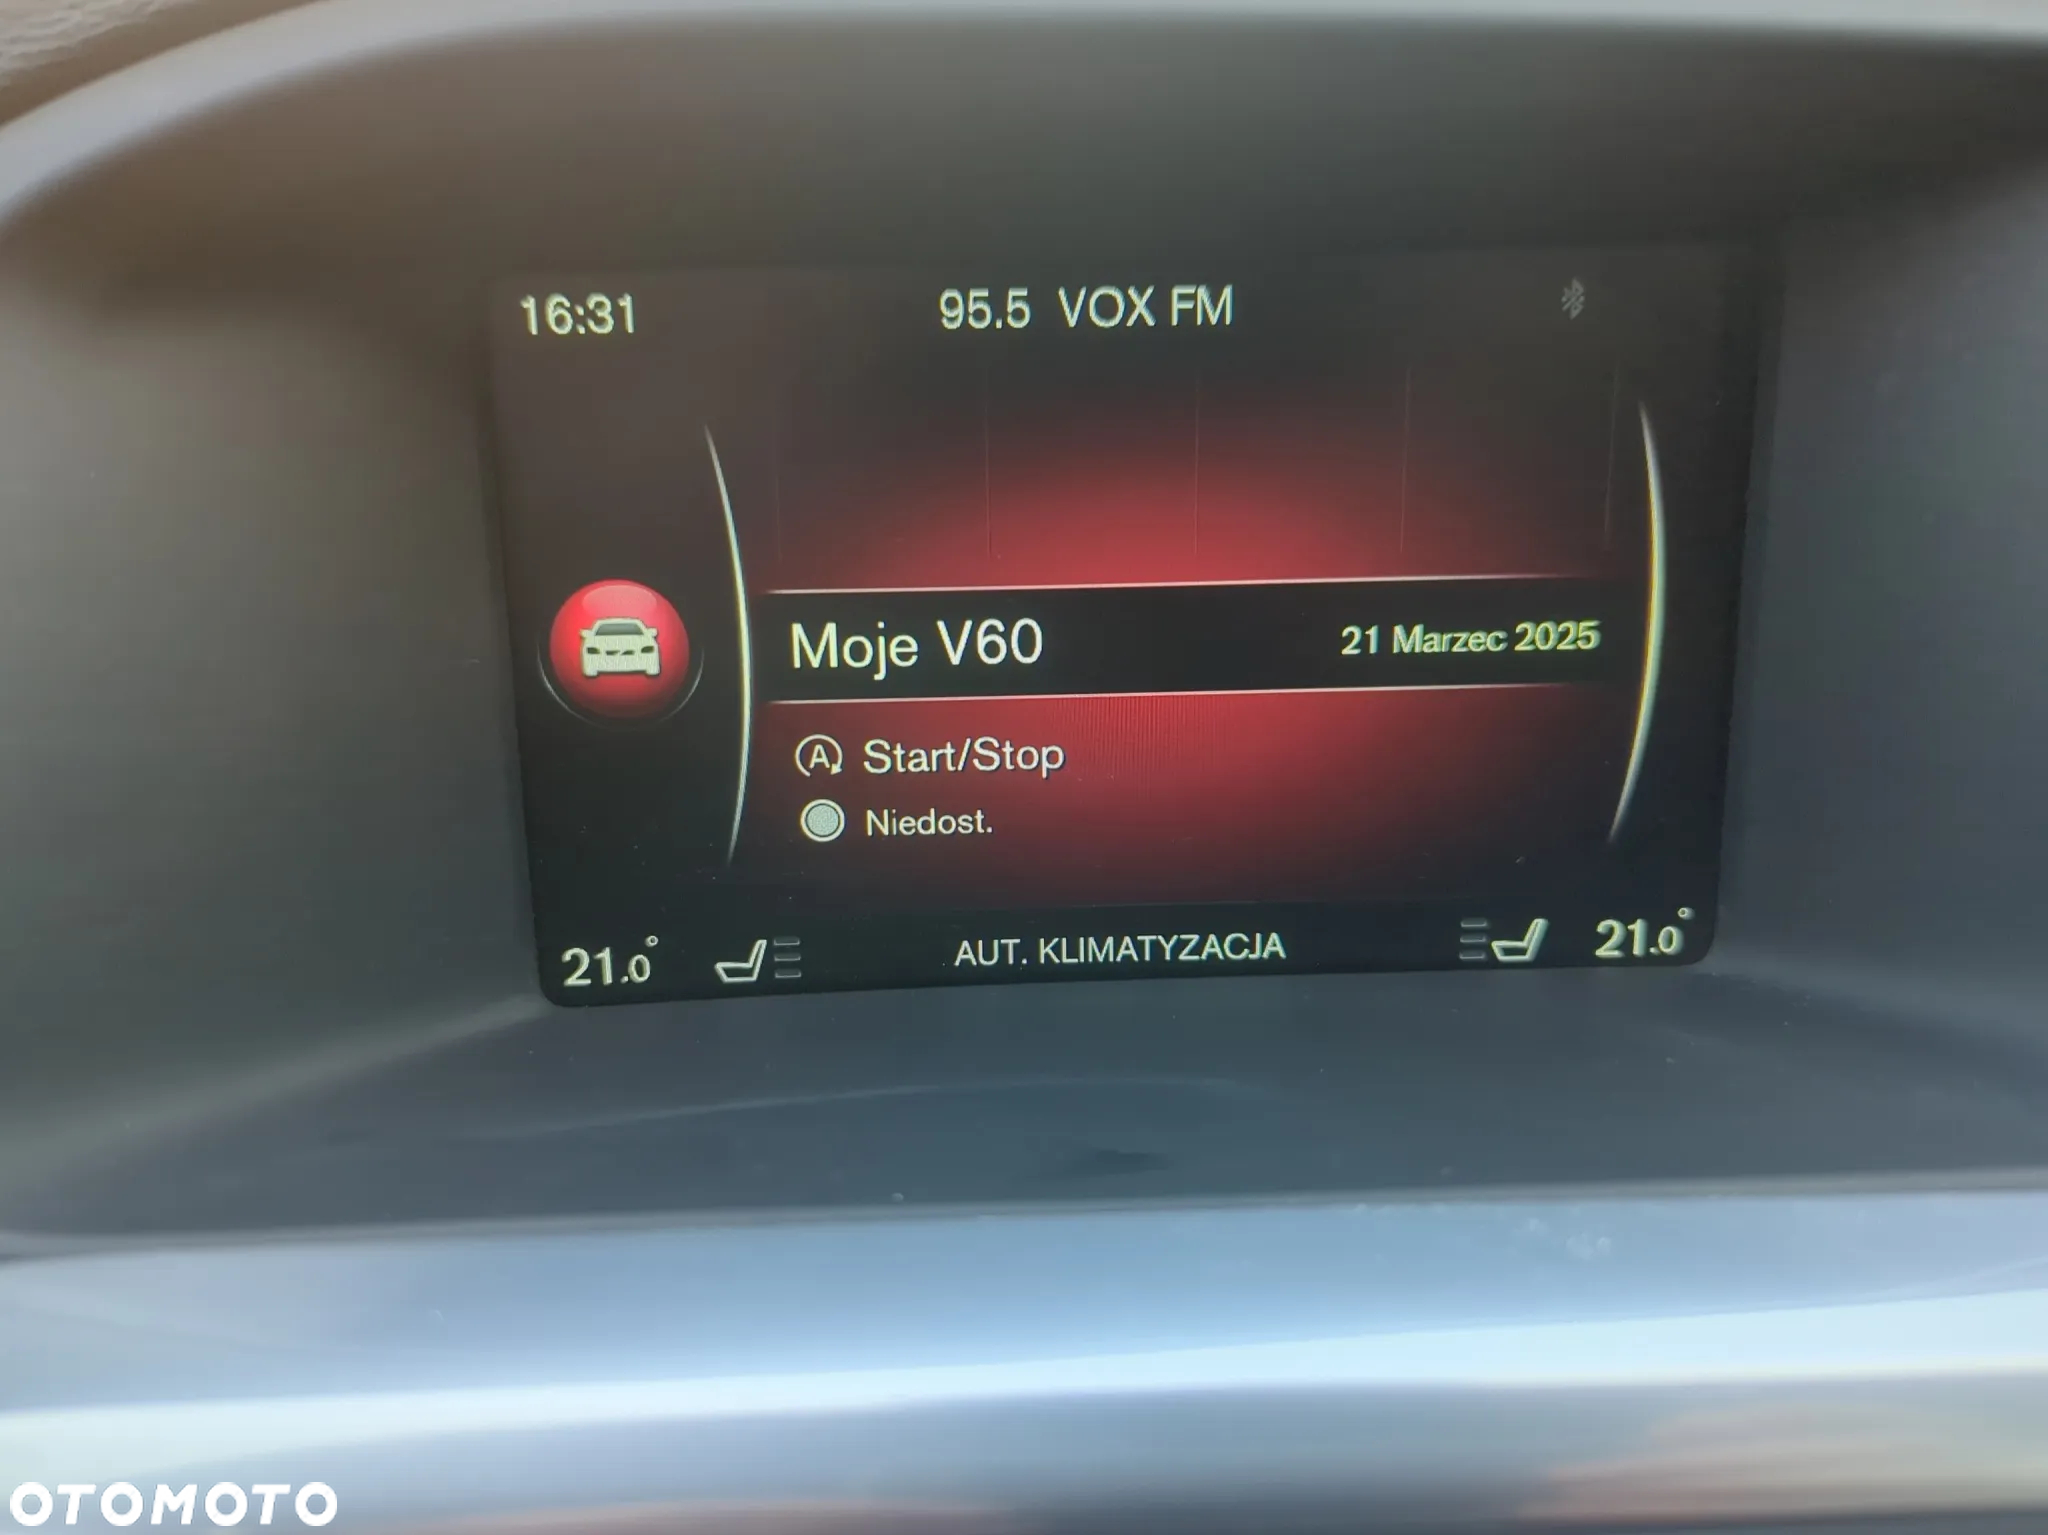 16:31 95.5 VOX FM
Moje V60 21 Marzec 2025
A Start/Stop
Niedost.
21.0° AUT. KLIMATYZACJA 21.0°
OTOMOTO